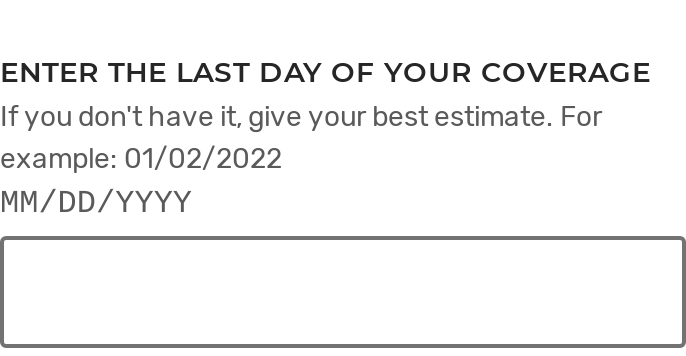 ENTER THE LAST DAY OF YOUR COVERAGE
If you don't have it, give your best estimate. For
example: 01/02/2022
MM/DD/YYYY